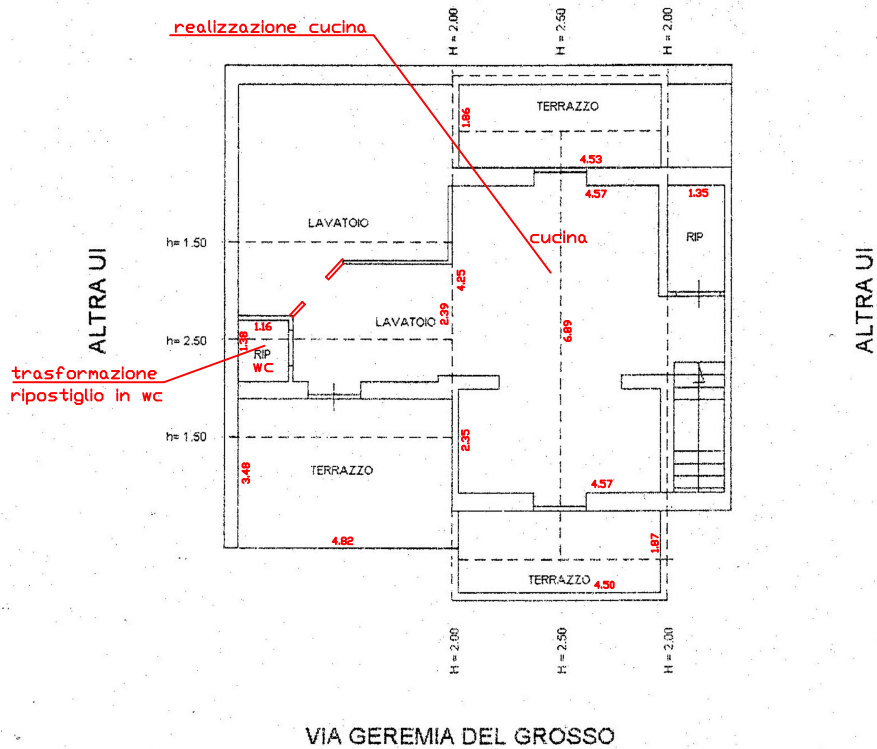 realizzazione cucina
H = 2.00
H = 2.50
H = 2.00
TERRAZZO
1.86
4.53
4.57
1.35
LAVATOIO
RIP
cucina
h= 1.50
ALTRA UI
ALTRA UI
4.25
2.39
LAVATOIO
1.16
1.38
h= 2.50
6.89
RIP
WC
trasformazione
ripostiglio in wc
h= 1.50
2.35
3.48
TERRAZZO
4.57
4.82
1.87
TERRAZZO
4.50
H = 2.00
H = 2.50
H = 2.00
VIA GEREMIA DEL GROSSO